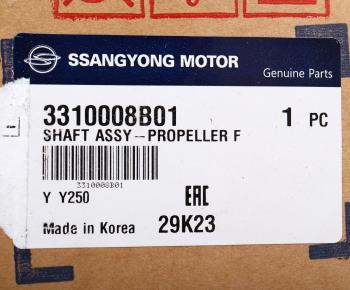 SSANGYONG MOTOR
Genuine Parts
3310008B01 1 PC
SHAFT ASSY--PROPELLER F
3310008B01
Y Y250 EAC
Made in Korea 29K23